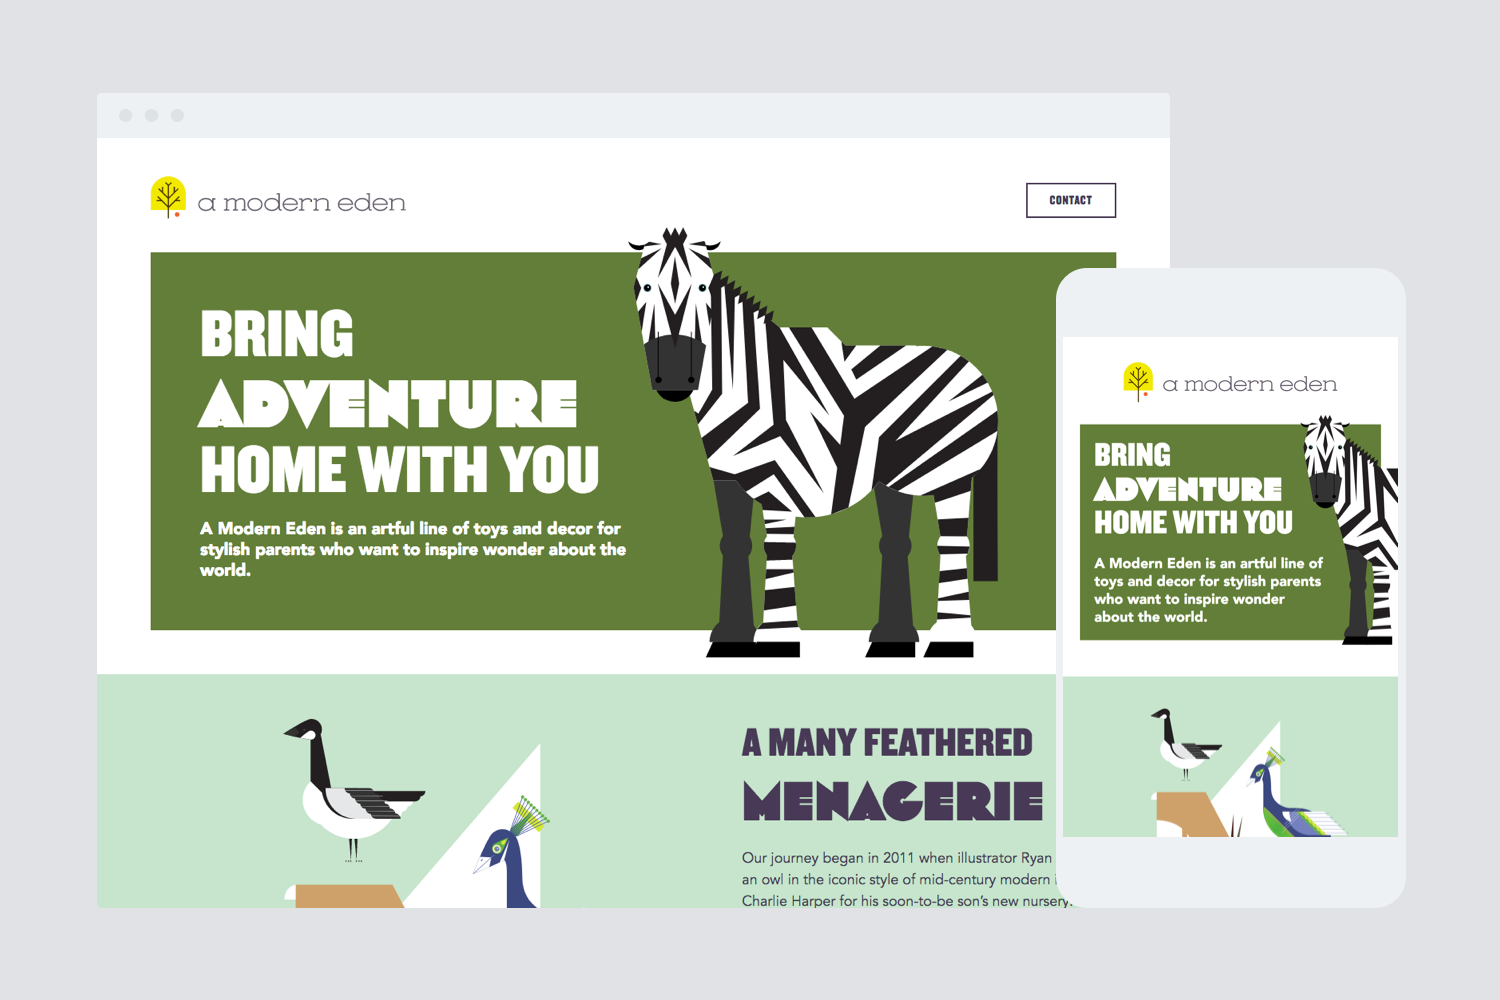 a modern eden
CONTACT
BRING
ADVENTURE
HOME WITH YOU
A Modern Eden is an artful line of toys and decor for
stylish parents who want to inspire wonder about the
world.
A MANY FEATHERED
MENAGERIE
Our journey began in 2011 when illustrator Ryan
an owl in the iconic style of mid-century modern
Charlie Harper for his soon-to-be son's new nursery.
a modern eden
BRING
ADVENTURE
HOME WITH YOU
A Modern Eden is an artful line of
toys and decor for stylish parents
who want to inspire wonder
about the world.